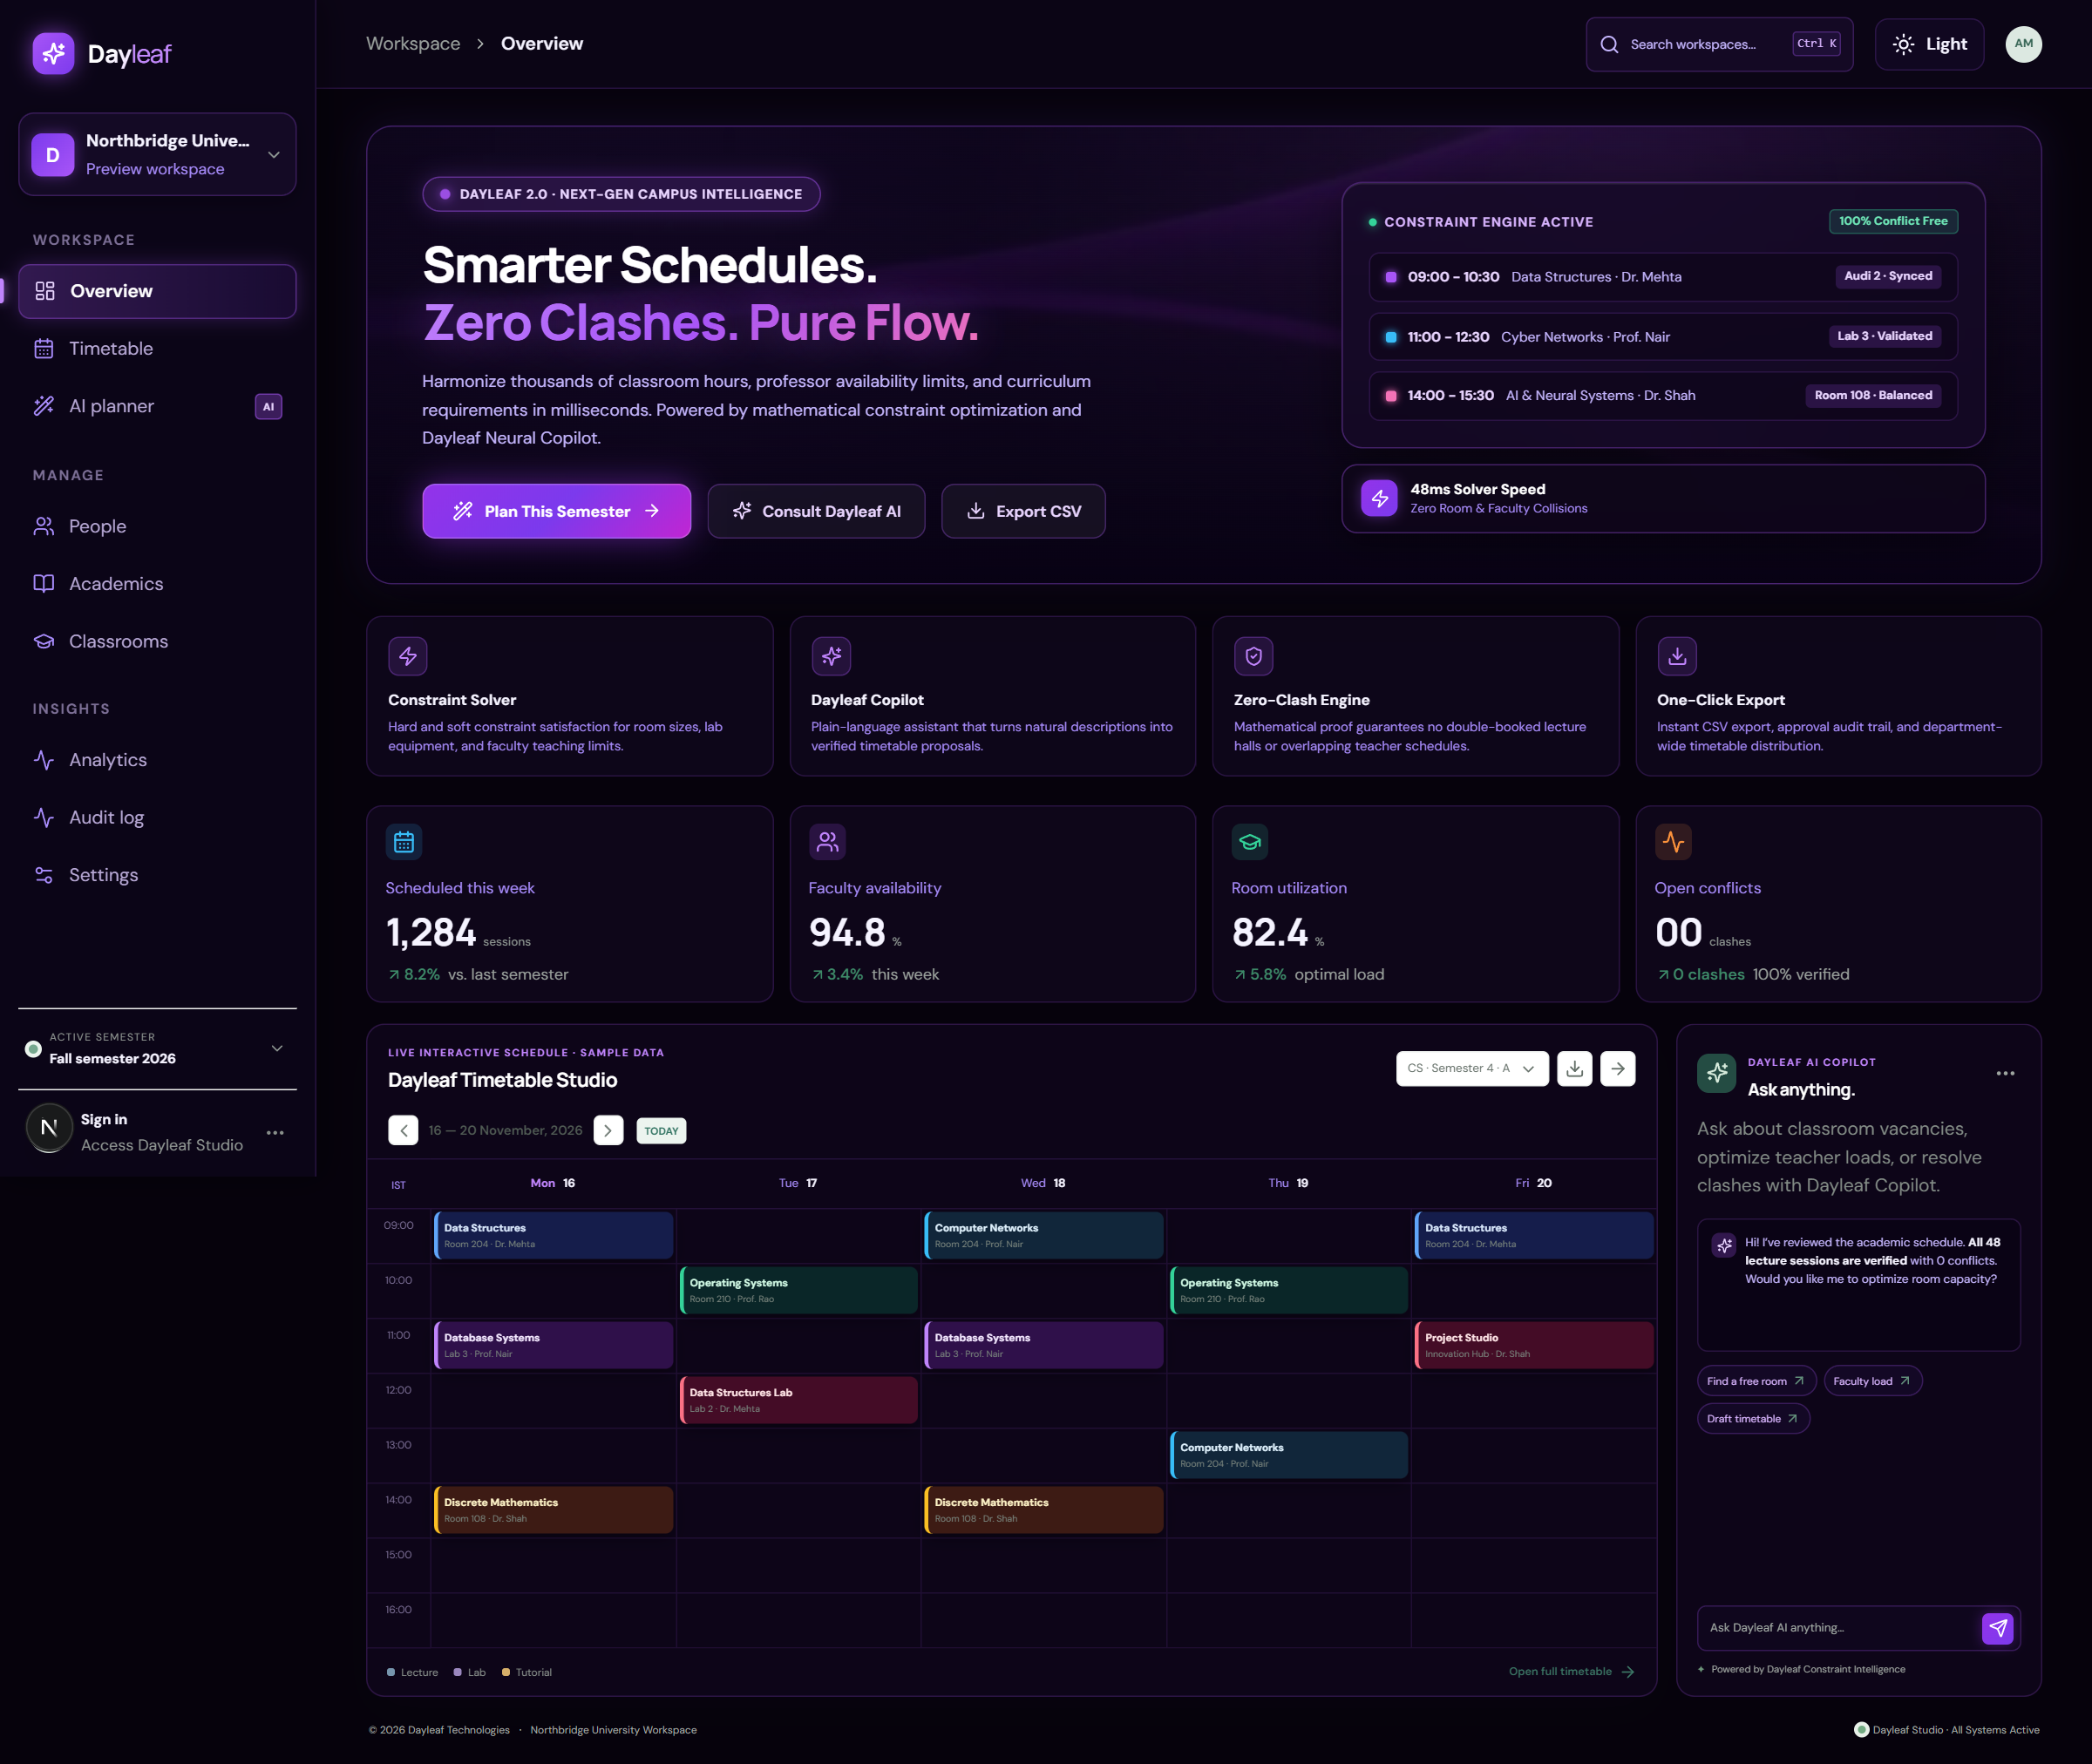 Dayleaf
D
Northbridge Unive...
Preview workspace
WORKSPACE
Overview
Timetable
AI planner
AI
MANAGE
People
Academics
Classrooms
INSIGHTS
Analytics
Audit log
Settings
ACTIVE SEMESTER
Fall semester 2026
N
Sign in
Access Dayleaf Studio
Workspace > Overview
Search workspaces...
Ctrl K
Light
AM
DAYLEAF 2.0 · NEXT-GEN CAMPUS INTELLIGENCE
Smarter Schedules.
Zero Clashes. Pure Flow.
Harmonize thousands of classroom hours, professor availability limits, and curriculum
requirements in milliseconds. Powered by mathematical constraint optimization and
Dayleaf Neural Copilot.
Plan This Semester
Consult Dayleaf AI
Export CSV
CONSTRAINT ENGINE ACTIVE
100% Conflict Free
09:00 – 10:30 Data Structures · Dr. Mehta
Audi 2 · Synced
11:00 – 12:30 Cyber Networks · Prof. Nair
Lab 3 · Validated
14:00 – 15:30 AI & Neural Systems · Dr. Shah
Room 108 · Balanced
48ms Solver Speed
Zero Room & Faculty Collisions
Constraint Solver
Hard and soft constraint satisfaction for room sizes, lab
equipment, and faculty teaching limits.
Dayleaf Copilot
Plain-language assistant that turns natural descriptions into
verified timetable proposals.
Zero-Clash Engine
Mathematical proof guarantees no double-booked lecture
halls or overlapping teacher schedules.
One-Click Export
Instant CSV export, approval audit trail, and department-
wide timetable distribution.
Scheduled this week
1,284 sessions
8.2% vs. last semester
Faculty availability
94.8 %
3.4% this week
Room utilization
82.4 %
5.8% optimal load
Open conflicts
00 clashes
0 clashes 100% verified
LIVE INTERACTIVE SCHEDULE · SAMPLE DATA
Dayleaf Timetable Studio
CS · Semester 4 · A
16 — 20 November, 2026
TODAY
IST
Mon 16
Tue 17
Wed 18
Thu 19
Fri 20
09:00
Data Structures
Room 204 · Dr. Mehta
Computer Networks
Room 204 · Prof. Nair
Data Structures
Room 204 · Dr. Mehta
10:00
Operating Systems
Room 210 · Prof. Rao
Operating Systems
Room 210 · Prof. Rao
11:00
Database Systems
Lab 3 · Prof. Nair
Database Systems
Lab 3 · Prof. Nair
Project Studio
Innovation Hub · Dr. Shah
12:00
Data Structures Lab
Lab 2 · Dr. Mehta
13:00
Computer Networks
Room 204 · Prof. Nair
14:00
Discrete Mathematics
Room 108 · Dr. Shah
Discrete Mathematics
Room 108 · Dr. Shah
15:00
16:00
Lecture
Lab
Tutorial
Open full timetable
DAYLEAF AI COPILOT
Ask anything.
Ask about classroom vacancies,
optimize teacher loads, or resolve
clashes with Dayleaf Copilot.
Hi! I've reviewed the academic schedule. All 48
lecture sessions are verified with 0 conflicts.
Would you like me to optimize room capacity?
Find a free room
Faculty load
Draft timetable
Ask Dayleaf AI anything...
Powered by Dayleaf Constraint Intelligence
© 2026 Dayleaf Technologies · Northbridge University Workspace
Dayleaf Studio · All Systems Active